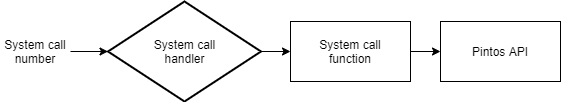 System call
number
System call
handler
System call
function
Pintos API